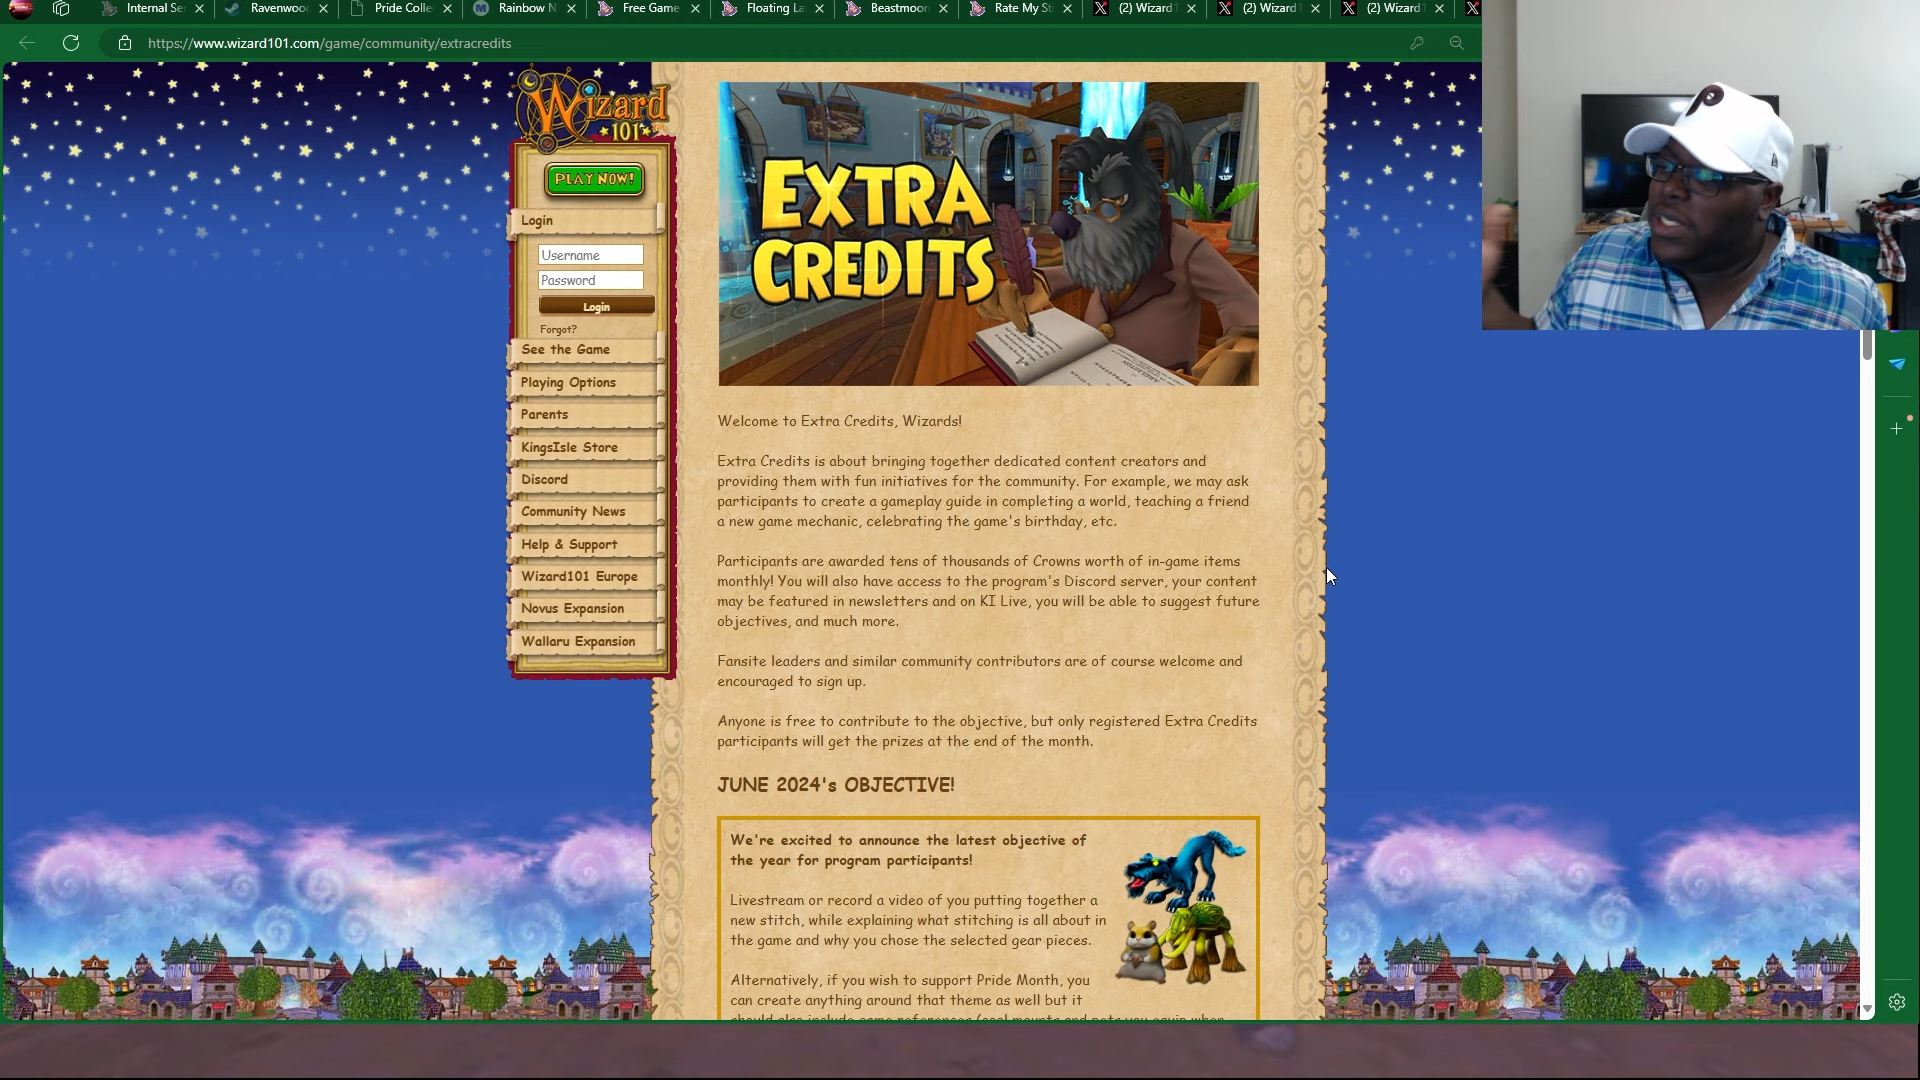 Internal Se
Ravenwoo
Pride Colle
Rainbow N
Free Game
Floating La
Beastmoon
Rate My St
(2) Wizard1
(2) Wizard1
(2) Wizard1
https://www.wizard101.com/game/community/extracredits
Wizard
101
PLAY NOW!
Login
Username
Password
Login
Forgot?
See the Game
Playing Options
Parents
KingsIsle Store
Discord
Community News
Help & Support
Wizard101 Europe
Novus Expansion
Wallaru Expansion
EXTRA
CREDITS
Welcome to Extra Credits, Wizards!
Extra Credits is about bringing together dedicated content creators and
providing them with fun initiatives for the community. For example, we may ask
participants to create a gameplay guide in completing a world, teaching a friend
a new game mechanic, celebrating the game's birthday, etc.
Participants are awarded tens of thousands of Crowns worth of in-game items
monthly! You will also have access to the program's Discord server, your content
may be featured in newsletters and on KI Live, you will be able to suggest future
objectives, and much more.
Fansite leaders and similar community contributors are of course welcome and
encouraged to sign up.
Anyone is free to contribute to the objective, but only registered Extra Credits
participants will get the prizes at the end of the month.
JUNE 2024's OBJECTIVE!
We're excited to announce the latest objective of
the year for program participants!
Livestream or record a video of you putting together a
new stitch, while explaining what stitching is all about in
the game and why you chose the selected gear pieces.
Alternatively, if you wish to support Pride Month, you
can create anything around that theme as well but it